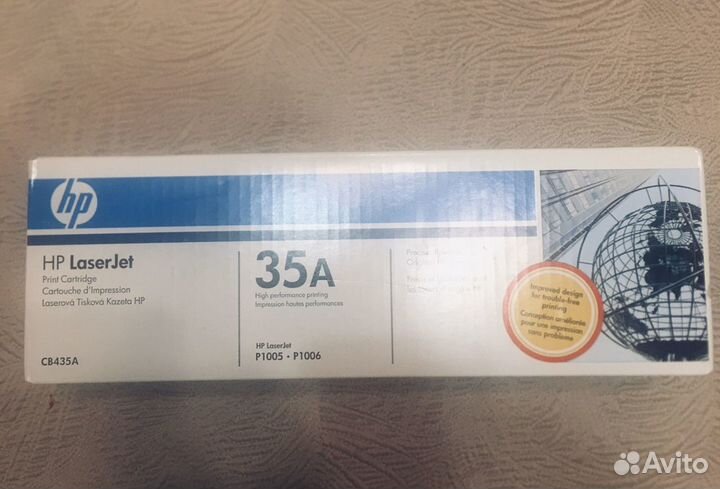 hp
HP LaserJet
Print Cartridge
Cartouche d'Impression
Laserová Tisková Kazeta HP
CB435A
35A
High performance printing
Impression hautes performances
HP LaserJet
P1005 • P1006
Improved design
for trouble-free
printing
Conception améliorée
pour une impression
sans problème
Avito